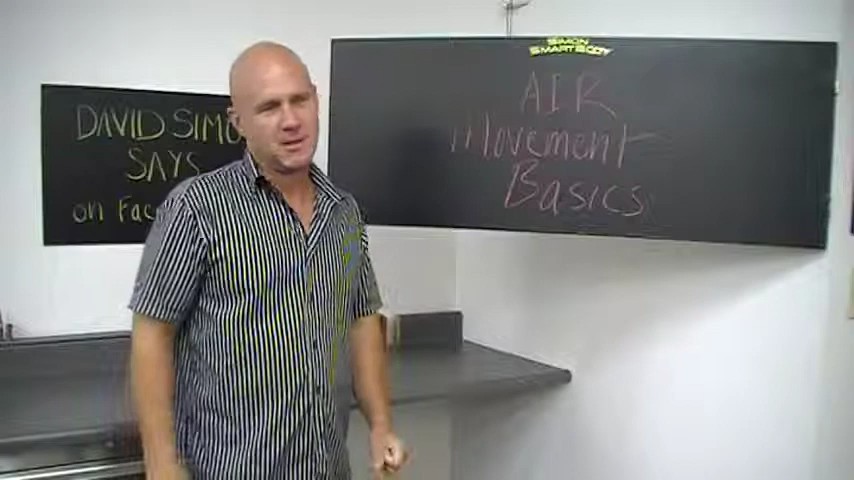 DAVID SIMO
SAYS
on Fac
SIMON
SMARTBODY
AIR
Movement
Basics